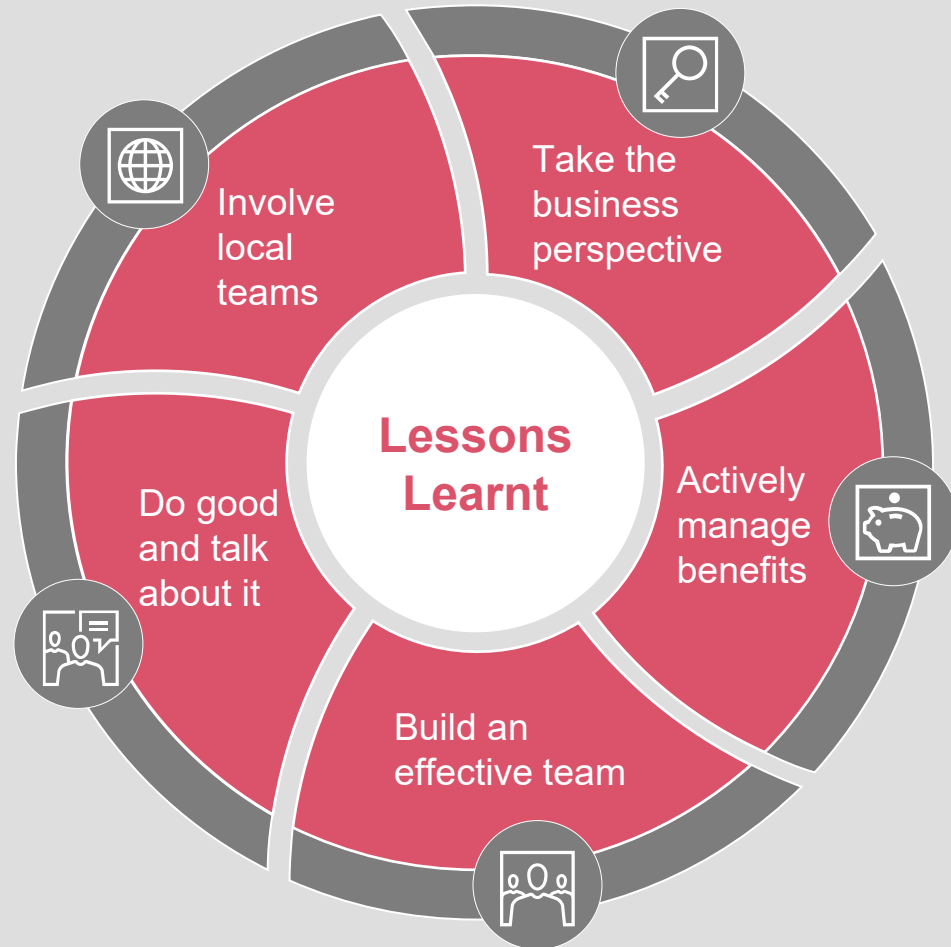 Lessons
Learnt
Take the
business
perspective
Actively
manage
benefits
Build an
effective team
Do good
and talk
about it
Involve
local
teams